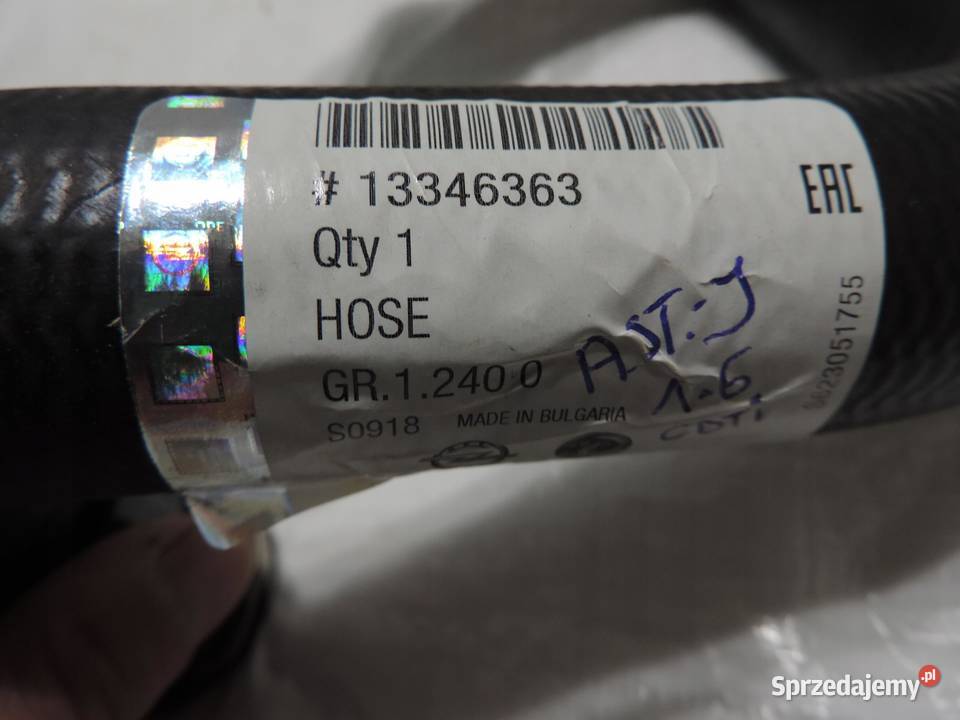 # 13346363
EAC
Qty 1
HOSE
GR.1.240 0
S0918 MADE IN BULGARIA
AST:J
1.6
CDTi
OPE
Sprzedajemy.pl